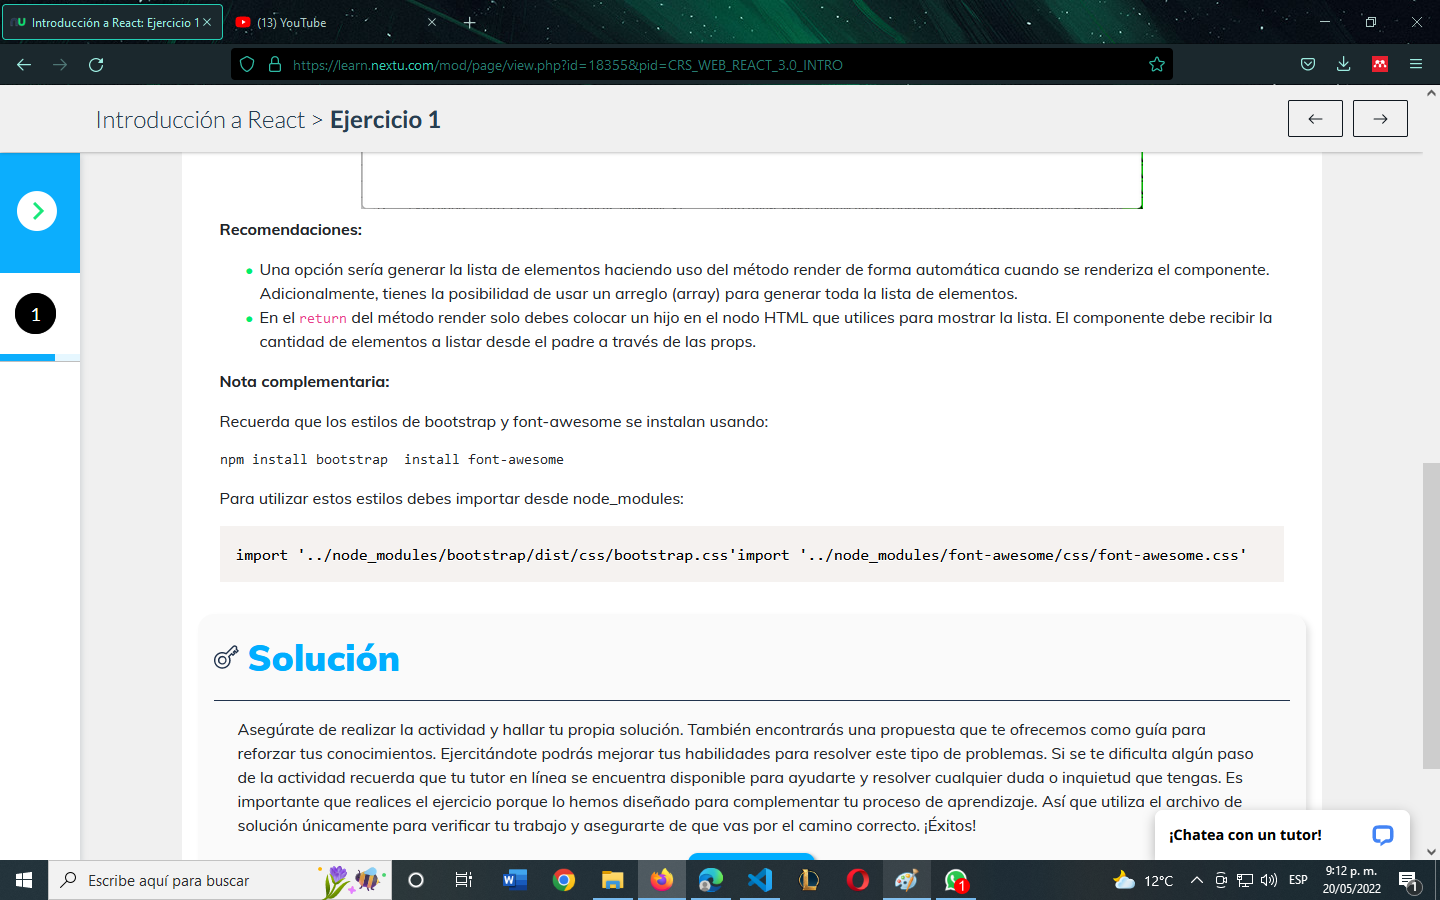 Introducción a React: Ejercicio 1
(13) YouTube
https://learn.nextu.com/mod/page/view.php?id=18355&pid=CRS_WEB_REACT_3.0_INTRO
Introducción a React > Ejercicio 1
1
Recomendaciones:
Una opción sería generar la lista de elementos haciendo uso del método render de forma automática cuando se renderiza el componente.
Adicionalmente, tienes la posibilidad de usar un arreglo (array) para generar toda la lista de elementos.
En el return del método render solo debes colocar un hijo en el nodo HTML que utilices para mostrar la lista. El componente debe recibir la
cantidad de elementos a listar desde el padre a través de las props.
Nota complementaria:
Recuerda que los estilos de bootstrap y font-awesome se instalan usando:
npm install bootstrap  install font-awesome
Para utilizar estos estilos debes importar desde node_modules:
import '../node_modules/bootstrap/dist/css/bootstrap.css'import '../node_modules/font-awesome/css/font-awesome.css'
Solución
Asegúrate de realizar la actividad y hallar tu propia solución. También encontrarás una propuesta que te ofrecemos como guía para
reforzar tus conocimientos. Ejercitándote podrás mejorar tus habilidades para resolver este tipo de problemas. Si se te dificulta algún paso
de la actividad recuerda que tu tutor en línea se encuentra disponible para ayudarte y resolver cualquier duda o inquietud que tengas. Es
importante que realices el ejercicio porque lo hemos diseñado para complementar tu proceso de aprendizaje. Así que utiliza el archivo de
solución únicamente para verificar tu trabajo y asegurarte de que vas por el camino correcto. ¡Éxitos!
¡Chatea con un tutor!
Escribe aquí para buscar
1
12°C
ESP
9:12 p. m.
20/05/2022
1